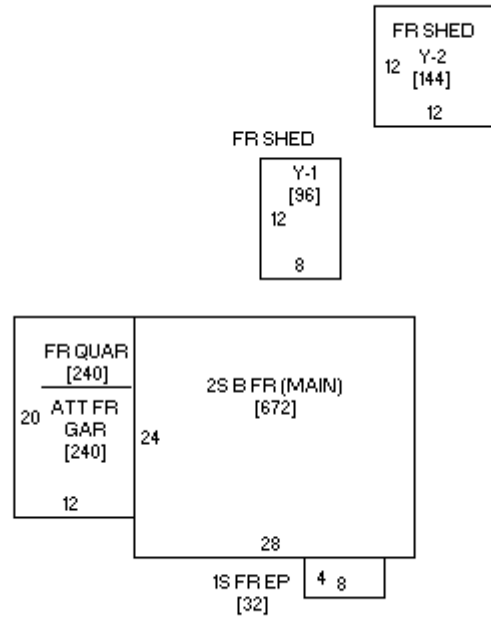 FR SHED
12 Y-2
[144]
12
FR SHED
Y-1
[96]
12
8
FR QUAR
[240]
20 ATT FR
GAR
[240]
12
2S B FR (MAIN)
[672]
24
28
1S FR EP
[32]
4 8